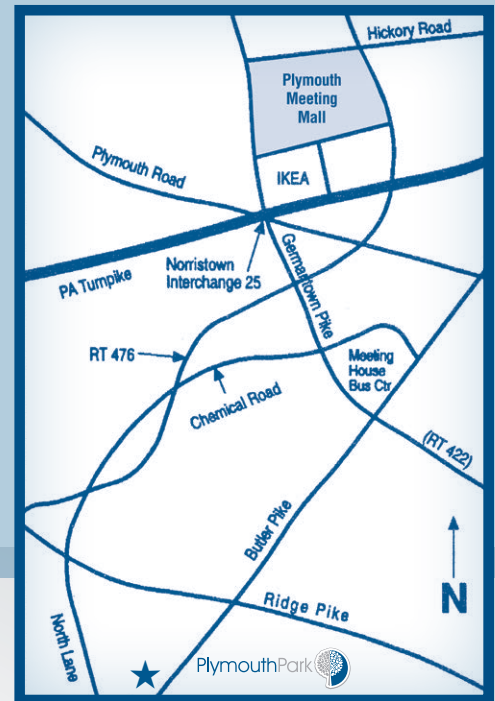 Hickory Road
Plymouth
Meeting
Mall
Plymouth Road
IKEA
Germantown Pike
Norristown
Interchange 25
PA Turnpike
RT 476
Meeting
House
Bus Ctr
Chemical Road
(RT 422)
Butler Pike
N
Ridge Pike
North Lane
PlymouthPark